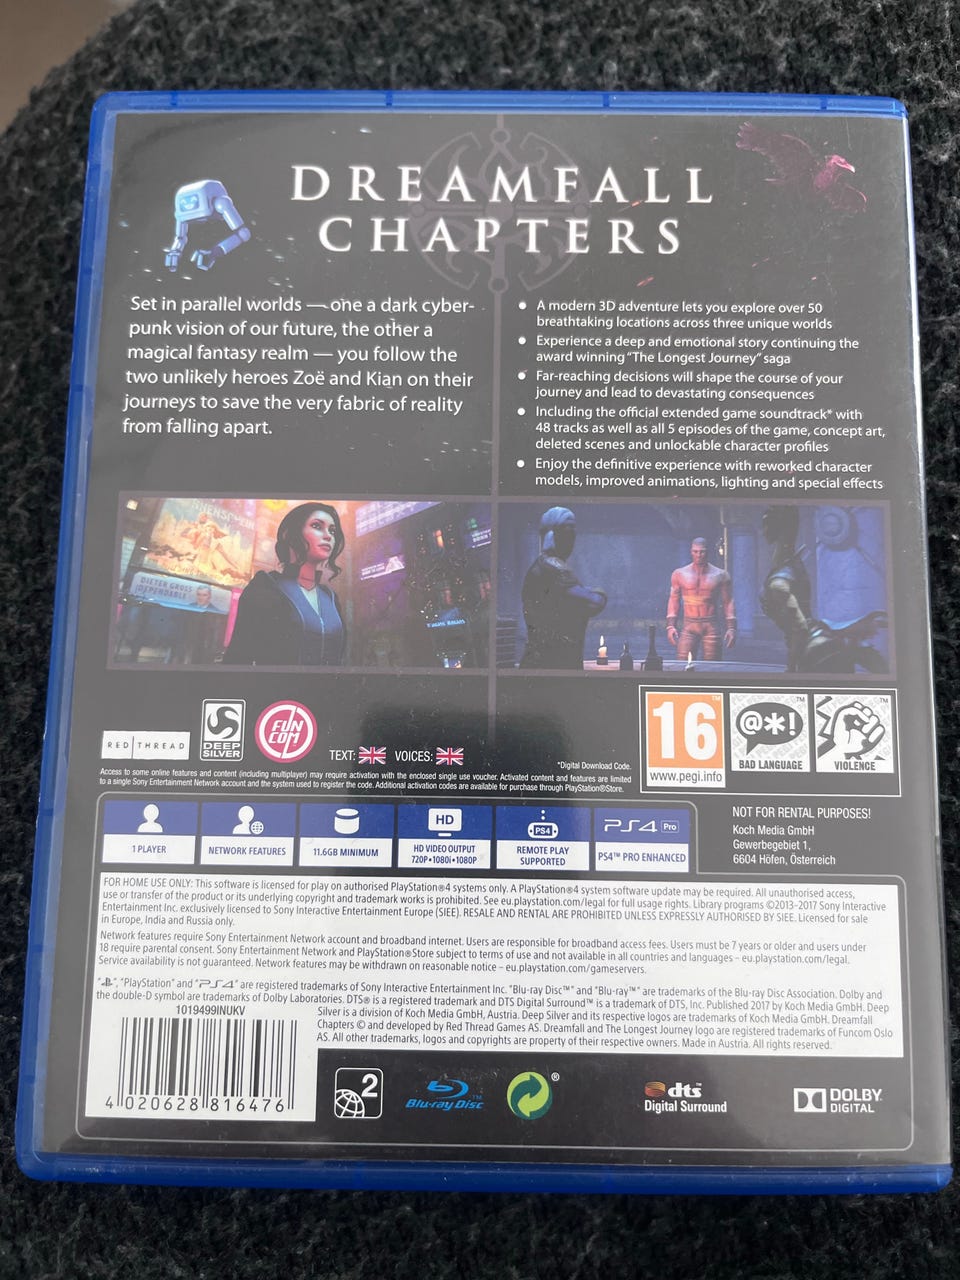 DREAMFALL
CHAPTERS
Set in parallel worlds — one a dark cyber-
punk vision of our future, the other a
magical fantasy realm — you follow the
two unlikely heroes Zoë and Kian on their
journeys to save the very fabric of reality
from falling apart.
• A modern 3D adventure lets you explore over 50
breathtaking locations across three unique worlds
• Experience a deep and emotional story continuing the
award winning "The Longest Journey" saga
• Far-reaching decisions will shape the course of your
journey and lead to devastating consequences
• Including the official extended game soundtrack* with
48 tracks as well as all 5 episodes of the game, concept art,
deleted scenes and unlockable character profiles
• Enjoy the definitive experience with reworked character
models, improved animations, lighting and special effects
DIETER GROSS
DEPENDABLE
RED THREAD
DEEP
SILVER
FUN
COM
TEXT: VOICES:
*Digital Download Code.
Access to some online features and content (including multiplayer) may require activation with the enclosed single use voucher. Activated content and features are limited
to a single Sony Entertainment Network account and the system used to register the code. Additional activation codes are available for purchase through PlayStation®Store.
16™
www.pegi.info
@*!™
BAD LANGUAGE
™
VIOLENCE
1 PLAYER
NETWORK FEATURES
11.6GB MINIMUM
HD
HD VIDEO OUTPUT
720P•1080i•1080P
PS4
REMOTE PLAY
SUPPORTED
PS4 Pro
PS4™ PRO ENHANCED
NOT FOR RENTAL PURPOSES!
Koch Media GmbH
Gewerbegebiet 1,
6604 Höfen, Österreich
FOR HOME USE ONLY: This software is licensed for play on authorised PlayStation®4 systems only. A PlayStation®4 system software update may be required. All unauthorised access,
use or transfer of the product or its underlying copyright and trademark works is prohibited. See eu.playstation.com/legal for full usage rights. Library programs ©2013-2017 Sony Interactive
Entertainment Inc. exclusively licensed to Sony Interactive Entertainment Europe (SIEE). RESALE AND RENTAL ARE PROHIBITED UNLESS EXPRESSLY AUTHORISED BY SIEE. Licensed for sale
in Europe, India and Russia only.
Network features require Sony Entertainment Network account and broadband internet. Users are responsible for broadband access fees. Users must be 7 years or older and users under
18 require parental consent. Sony Entertainment Network and PlayStation®Store subject to terms of use and not available in all countries and languages – eu.playstation.com/legal.
Service availability is not guaranteed. Network features may be withdrawn on reasonable notice – eu.playstation.com/gameservers.
"PS", "PlayStation" and "PS4" are registered trademarks of Sony Interactive Entertainment Inc. "Blu-ray Disc™" and "Blu-ray™" are trademarks of the Blu-ray Disc Association. Dolby and
the double-D symbol are trademarks of Dolby Laboratories. DTS® is a registered trademark and DTS Digital Surround™ is a trademark of DTS, Inc. Published 2017 by Koch Media GmbH. Deep
Silver is a division of Koch Media GmbH, Austria. Deep Silver and its respective logos are trademarks of Koch Media GmbH. Dreamfall
Chapters © and developed by Red Thread Games AS. Dreamfall and The Longest Journey logo are registered trademarks of Funcom Oslo
AS. All other trademarks, logos and copyrights are property of their respective owners. Made in Austria. All rights reserved.
1019499INUKV
4 020628 816476
2
Blu-ray Disc™
®
dts™
Digital Surround
DOLBY
DIGITAL